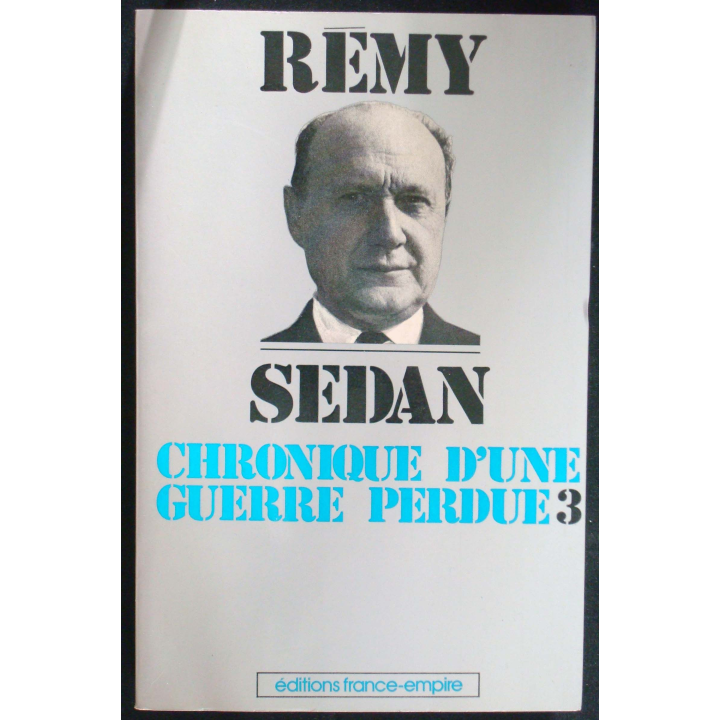 RÉMY
SEDAN
CHRONIQUE D'UNE
GUERRE PERDUE 3
éditions france-empire